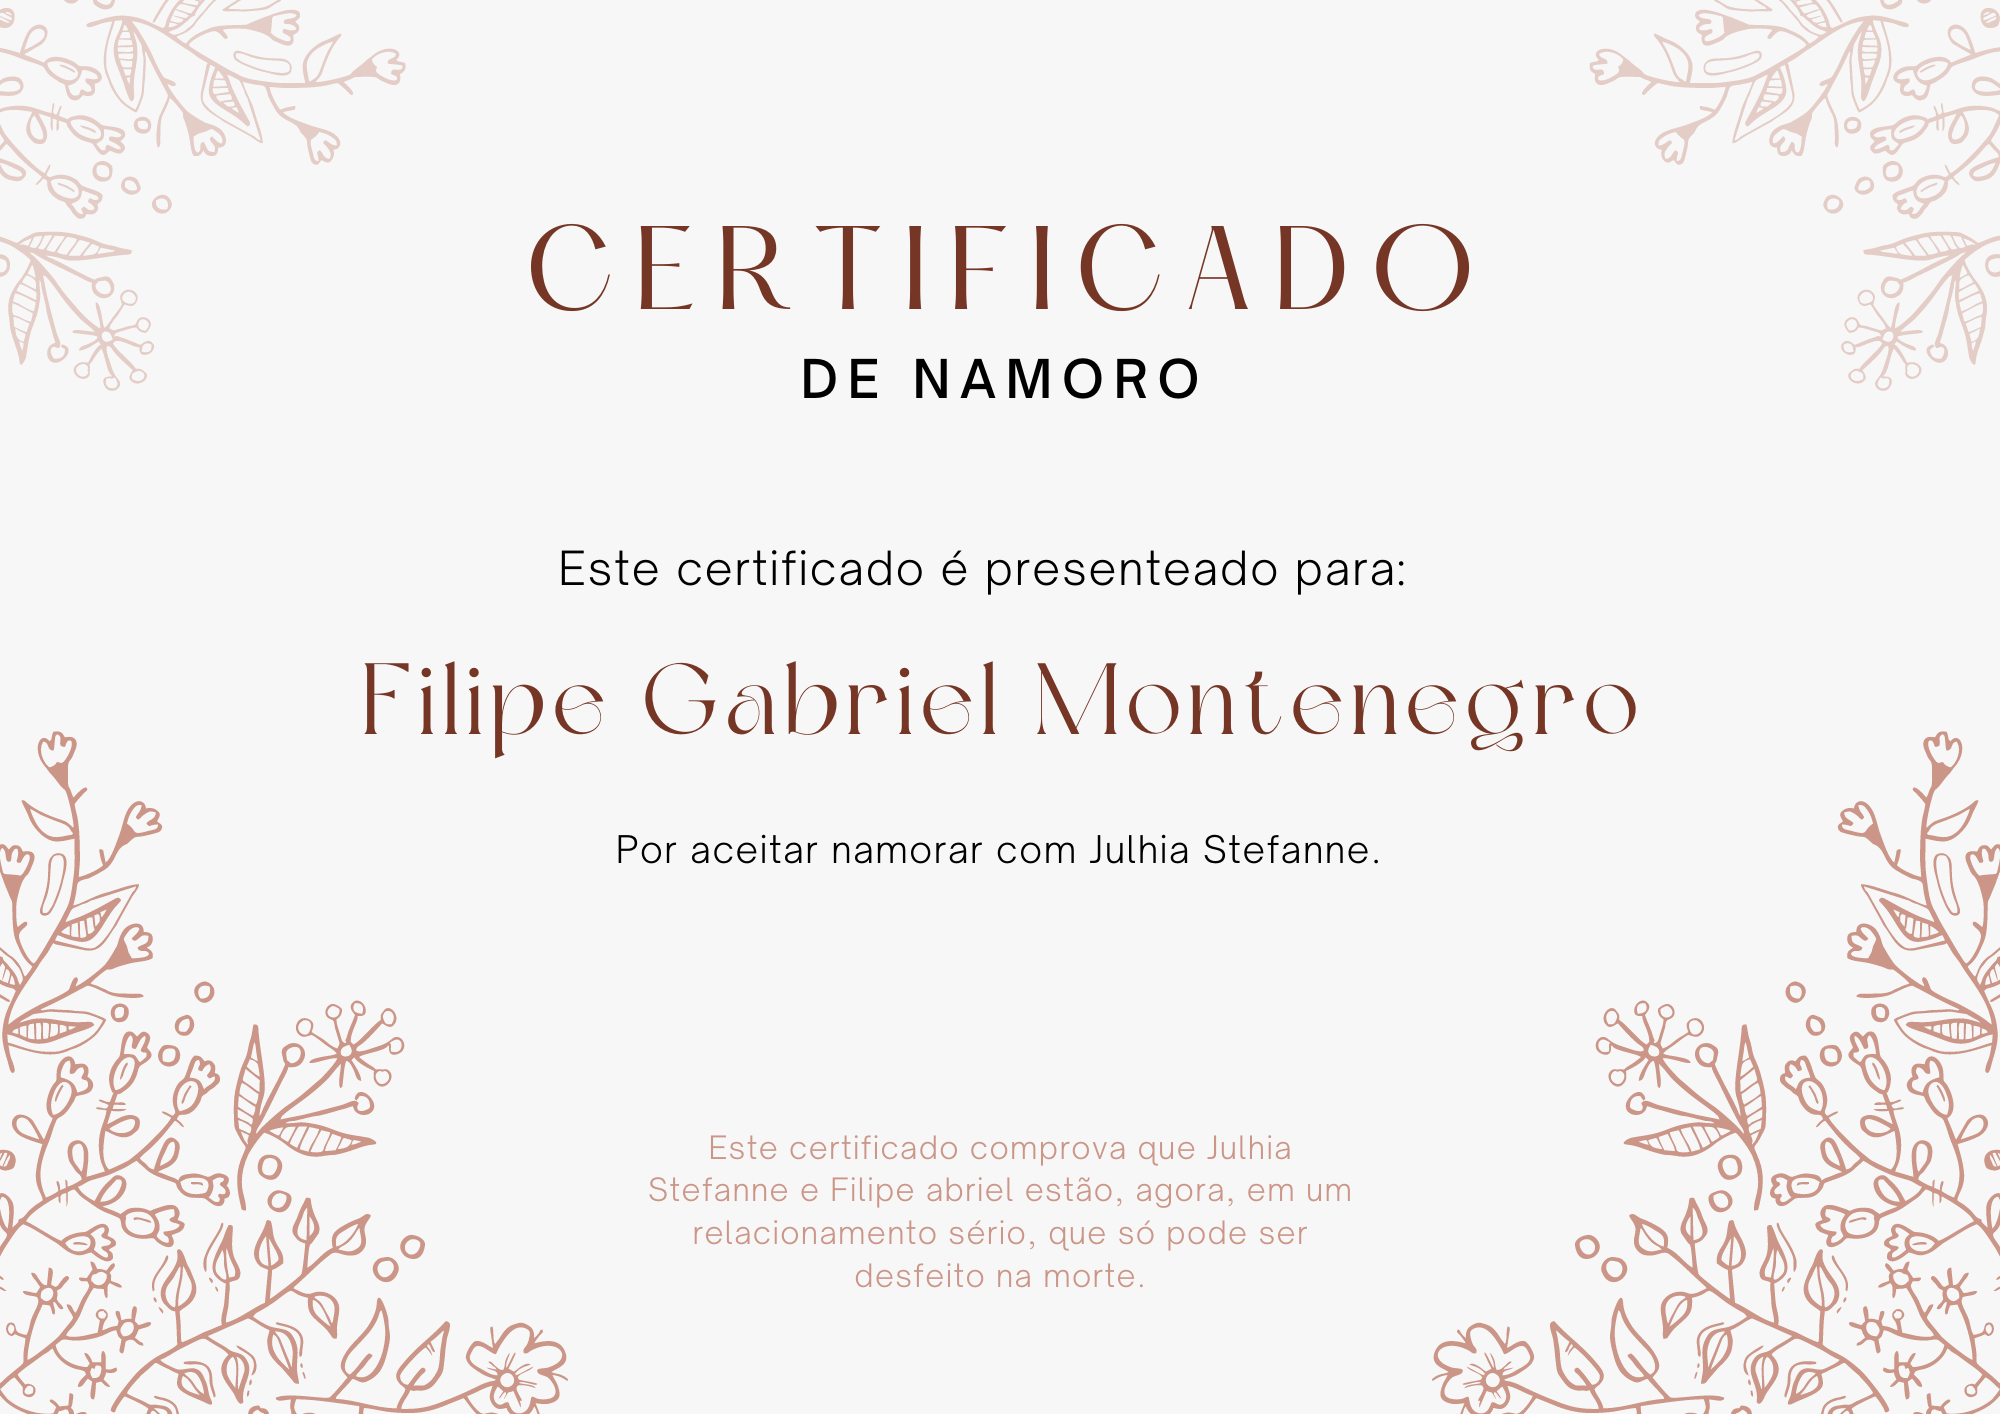 CERTIFICADO
DE NAMORO
Este certificado é presenteado para:
Filipe Gabriel Montenegro
Por aceitar namorar com Julhia Stefanne.
Este certificado comprova que Julhia
Stefanne e Filipe abriel estão, agora, em um
relacionamento sério, que só pode ser
desfeito na morte.